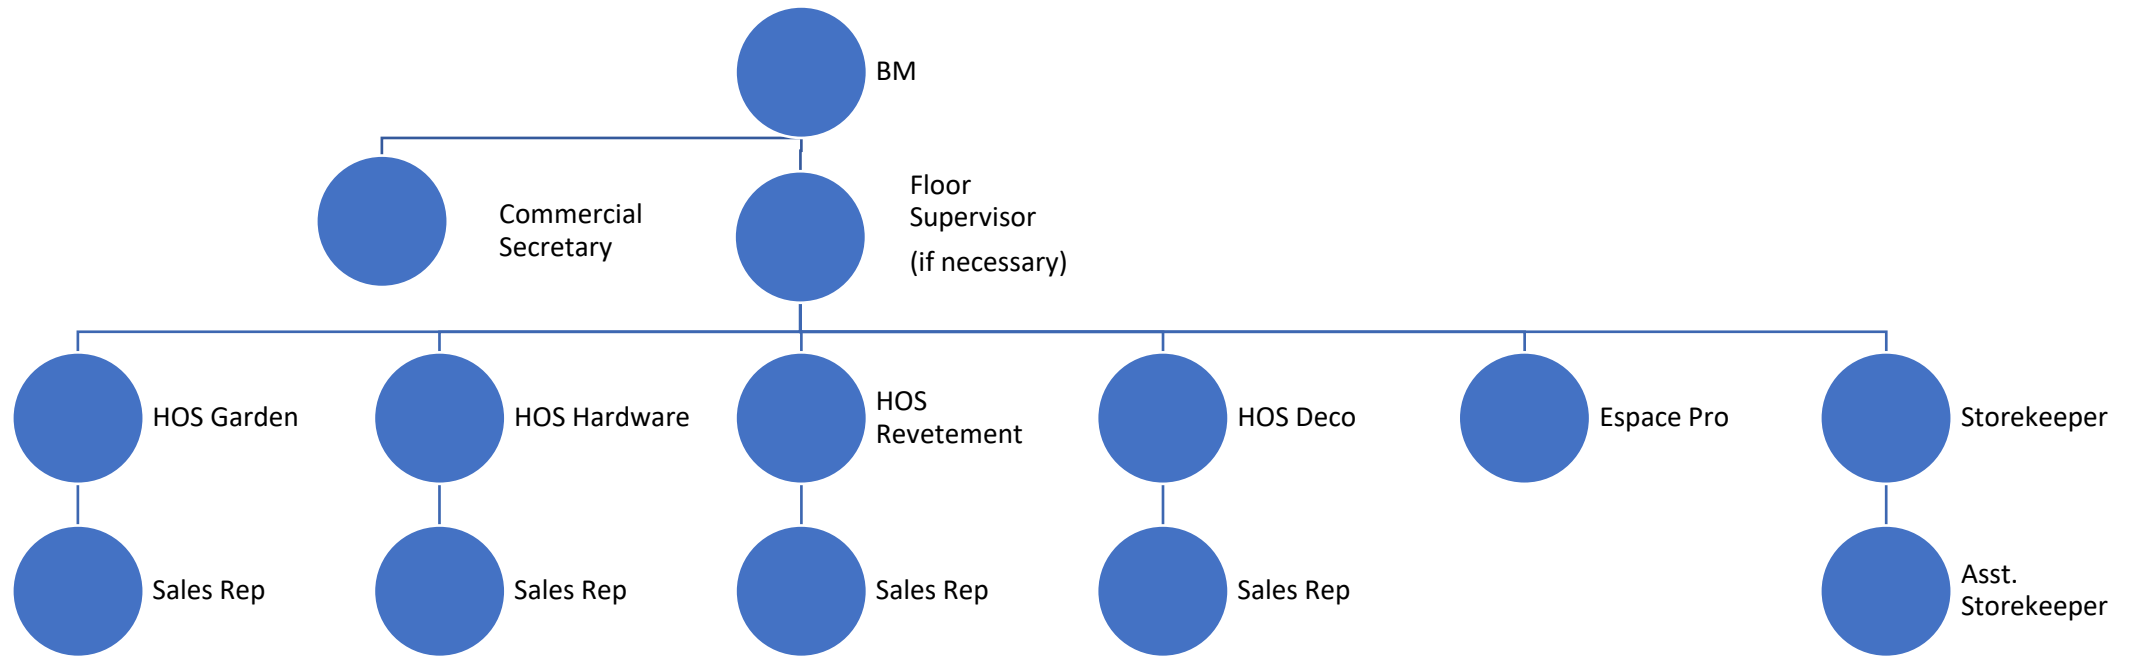 BM
Commercial
Secretary
Floor
Supervisor
(if necessary)
HOS Garden
HOS Hardware
HOS
Revetement
HOS Deco
Espace Pro
Storekeeper
Sales Rep
Sales Rep
Sales Rep
Sales Rep
Asst.
Storekeeper